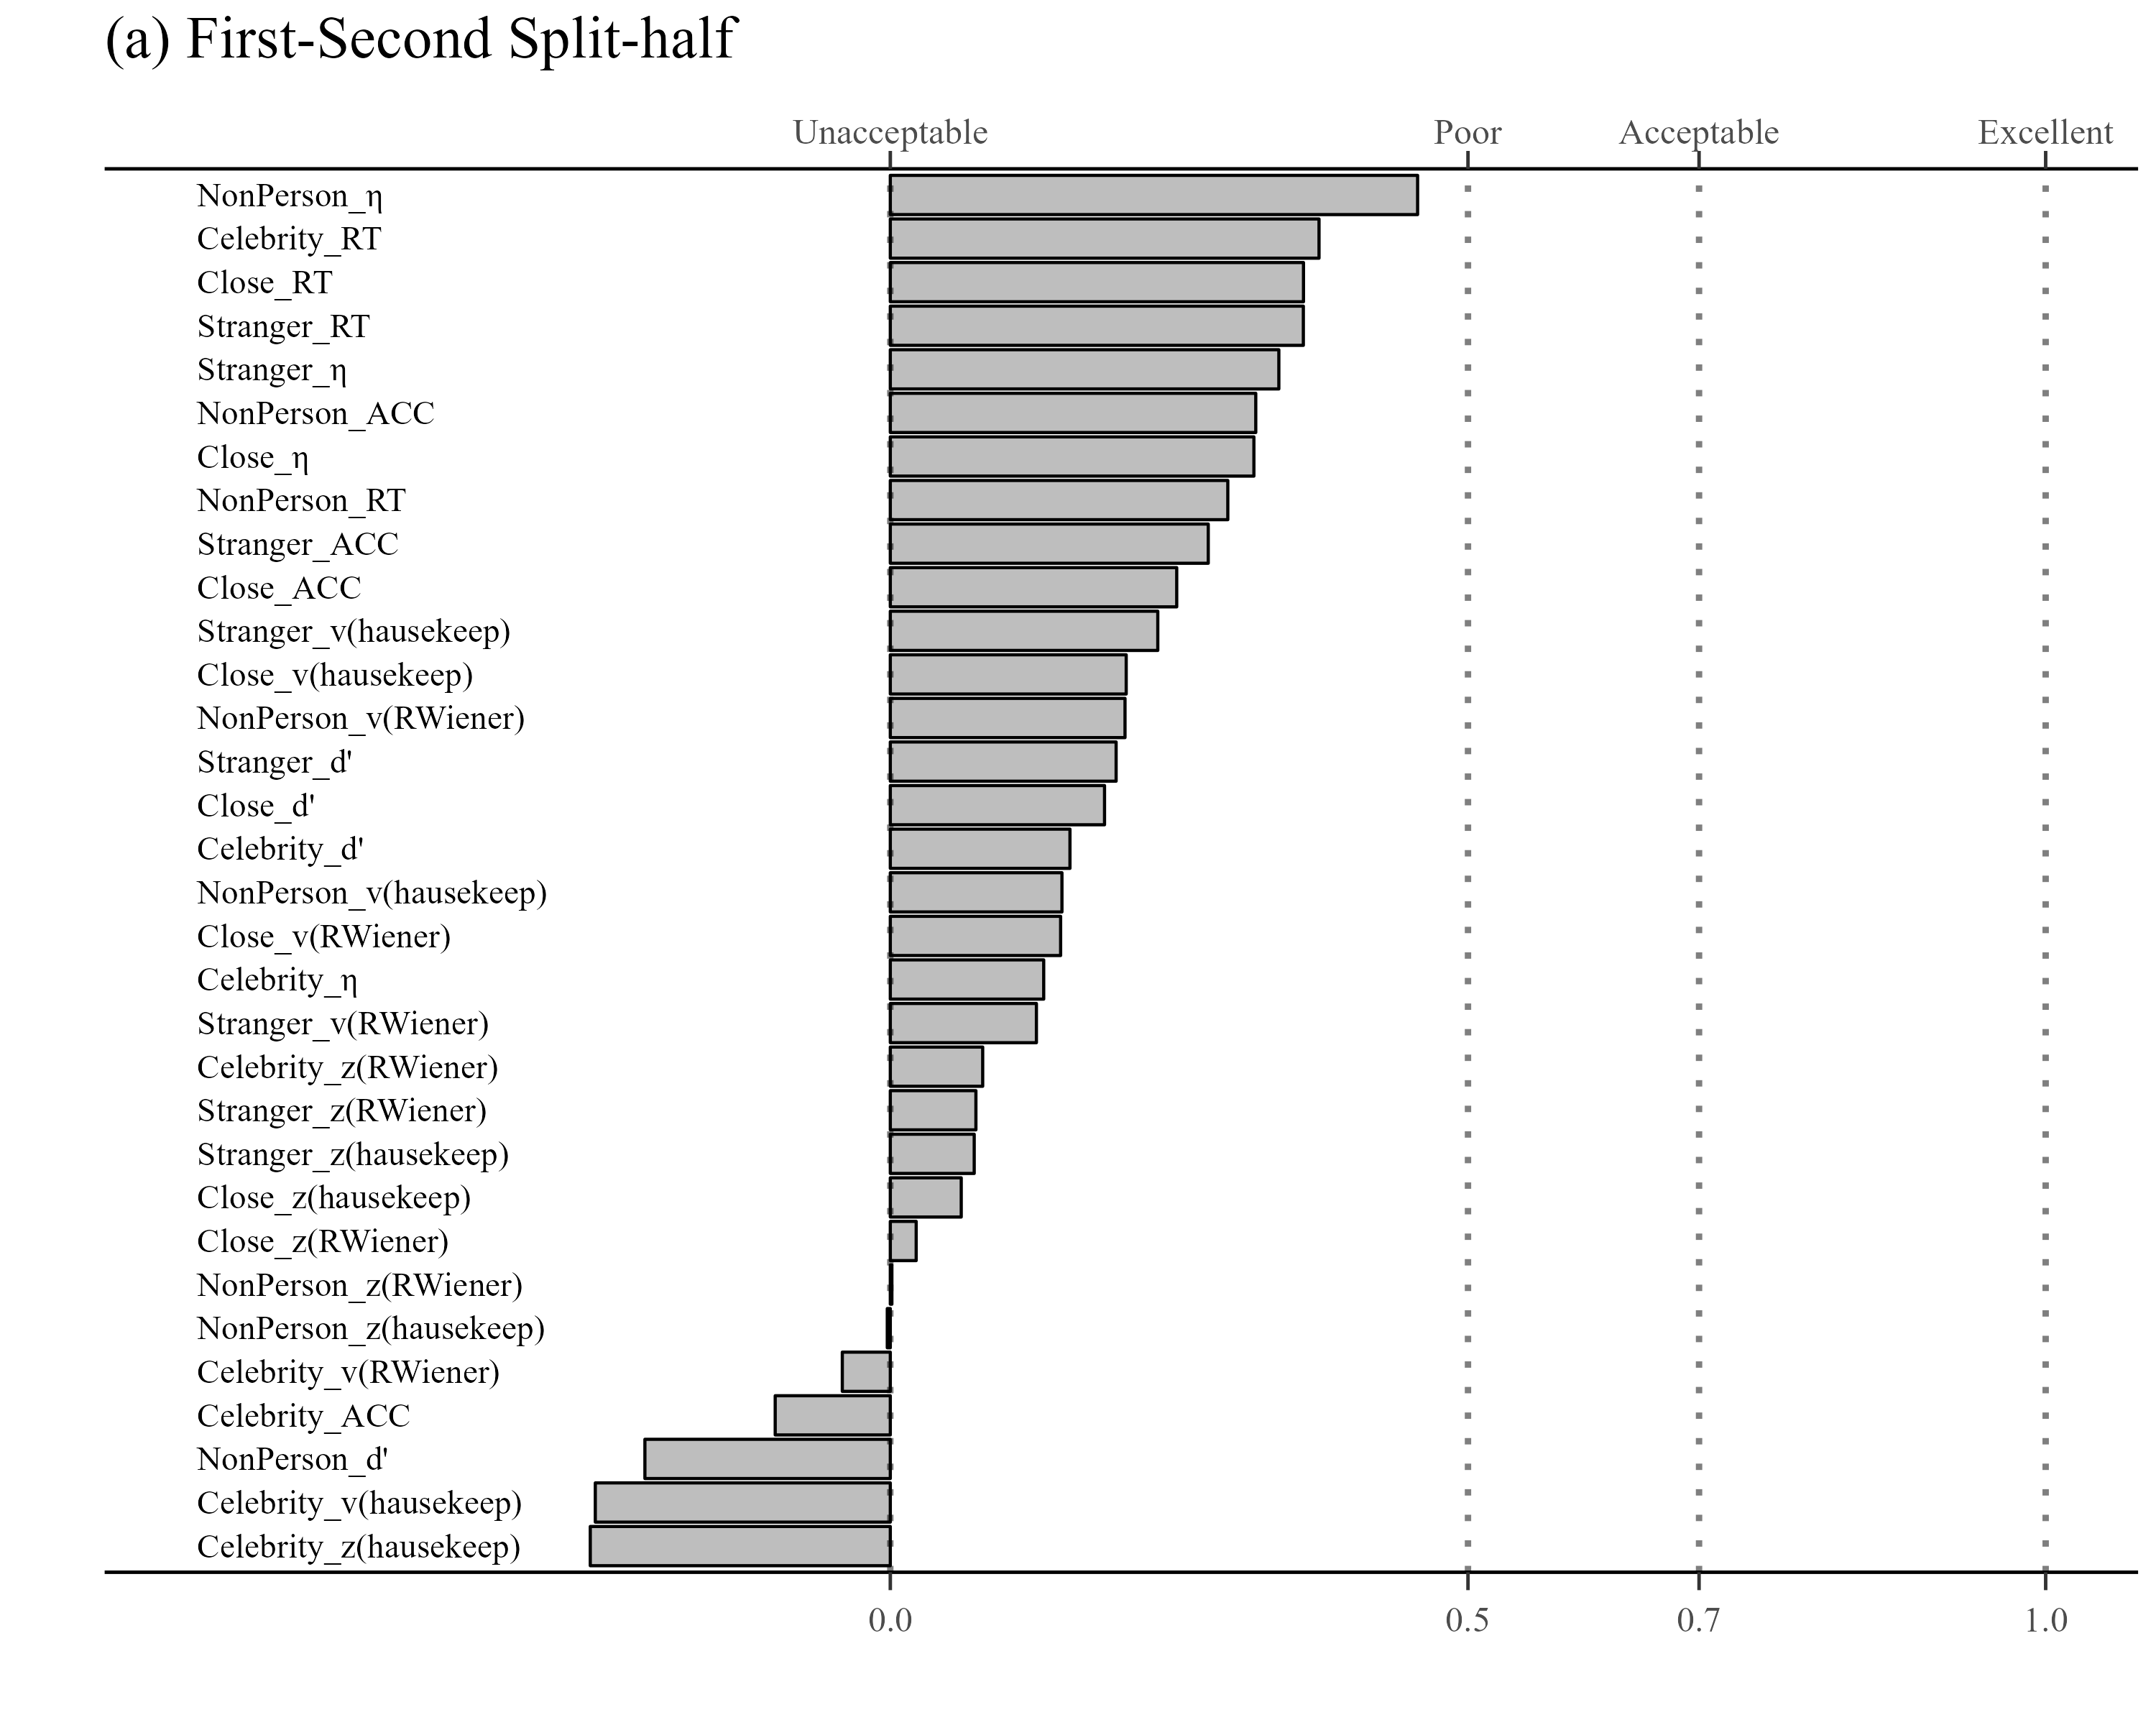 (a) First-Second Split-half
Unacceptable Poor Acceptable Excellent
NonPerson_η
Celebrity_RT
Close_RT
Stranger_RT
Stranger_η
NonPerson_ACC
Close_η
NonPerson_RT
Stranger_ACC
Close_ACC
Stranger_v(hausekeep)
Close_v(hausekeep)
NonPerson_v(RWiener)
Stranger_d'
Close_d'
Celebrity_d'
NonPerson_v(hausekeep)
Close_v(RWiener)
Celebrity_η
Stranger_v(RWiener)
Celebrity_z(RWiener)
Stranger_z(RWiener)
Stranger_z(hausekeep)
Close_z(hausekeep)
Close_z(RWiener)
NonPerson_z(RWiener)
NonPerson_z(hausekeep)
Celebrity_v(RWiener)
Celebrity_ACC
NonPerson_d'
Celebrity_v(hausekeep)
Celebrity_z(hausekeep)
0.0 0.5 0.7 1.0